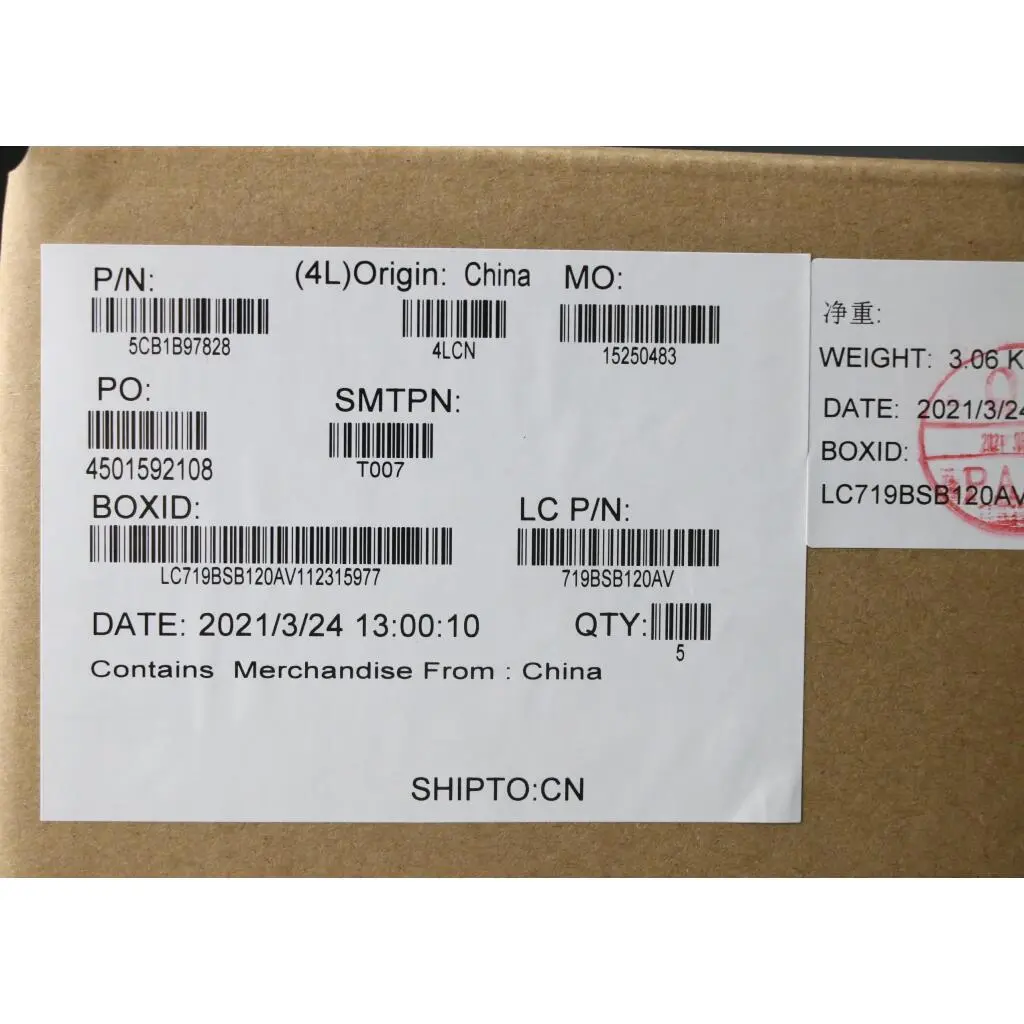 P/N: (4L)Origin: China MO:
5CB1B97828 4LCN 15250483
PO: SMTPN:
4501592108 T007
BOXID: LC P/N:
LC719BSB120AV112315977 719BSB120AV
DATE: 2021/3/24 13:00:10 QTY:
5
Contains Merchandise From : China
SHIPTO:CN
净重:
WEIGHT: 3.06 K
DATE: 2021/3/24
BOXID:
LC719BSB120AV